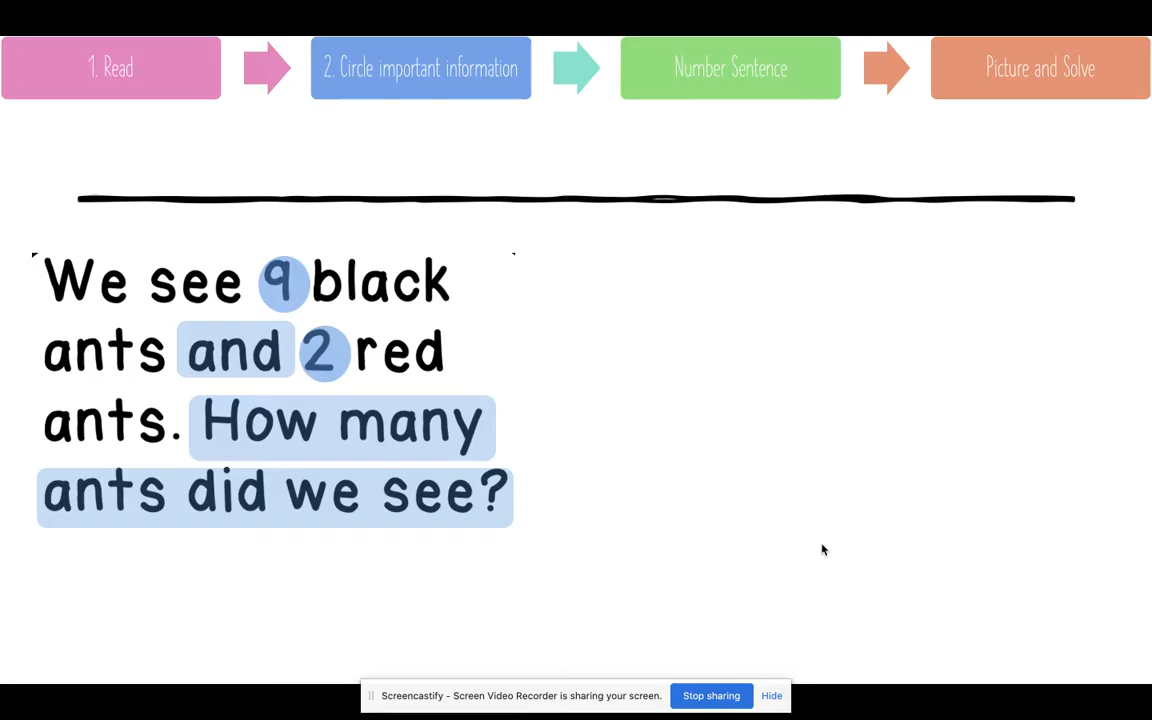 1. Read
2. Circle important information
Number Sentence
Picture and Solve
We see 9 black
ants and 2 red
ants. How many
ants did we see?
Screencastify - Screen Video Recorder is sharing your screen.
Stop sharing
Hide